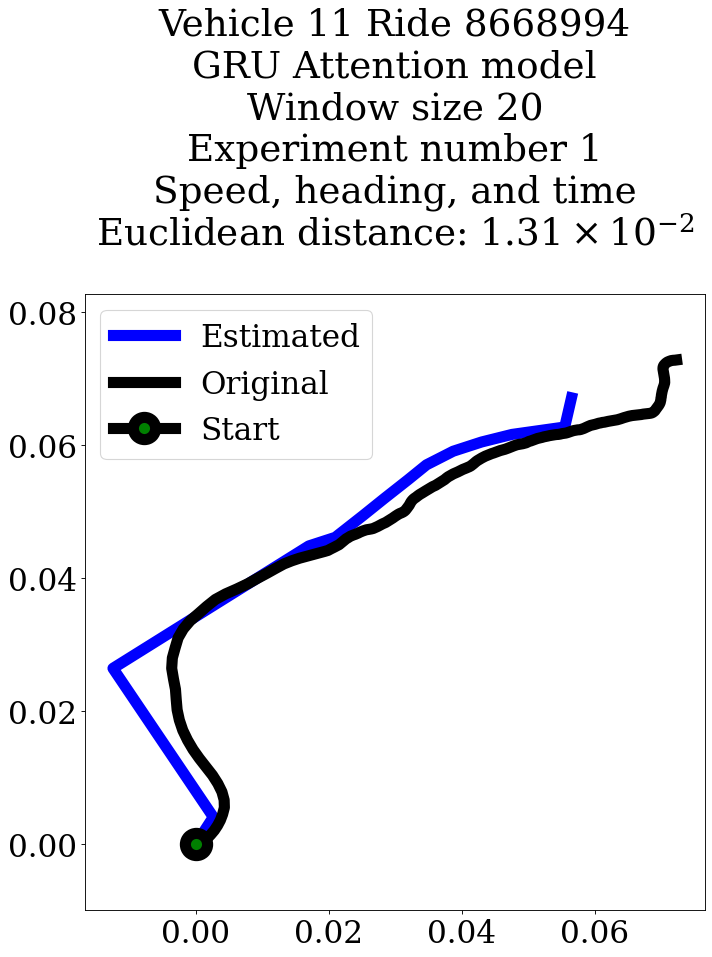 Vehicle 11 Ride 8668994
GRU Attention model
Window size 20
Experiment number 1
Speed, heading, and time
Euclidean distance: 1.31 × 10⁻²
0.08
Estimated
Original
Start
0.06
0.04
0.02
0.00
0.00 0.02 0.04 0.06